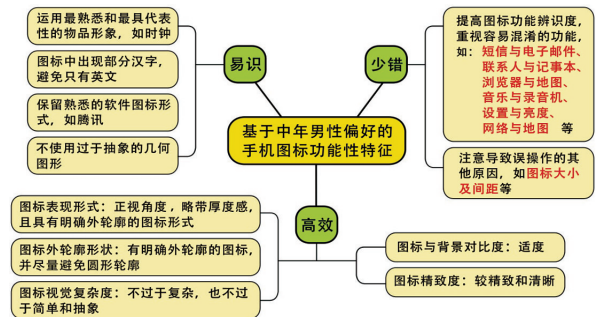 运用最熟悉和最具代表
性的物品形象，如时钟
图标中出现部分汉字，
避免只有英文
保留熟悉的软件图标形
式，如腾讯
不使用过于抽象的几何
图形
易识
少错
提高图标功能辨识度，
重视容易混淆的功能，
如：短信与电子邮件、
联系人与记事本、
浏览器与地图、
音乐与录音机、
设置与亮度、
网络与地图 等
注意导致误操作的其
他原因，如图标大小
及间距等
基于中年男性偏好的
手机图标功能性特征
高效
图标表现形式：正视角度，略带厚度感，
且具有明确外轮廓的图标形式
图标外轮廓形状：有明确外轮廓的图标，
并尽量避免圆形轮廓
图标视觉复杂度：不过于复杂，也不过
于简单和抽象
图标与背景对比度：适度
图标精致度：较精致和清晰